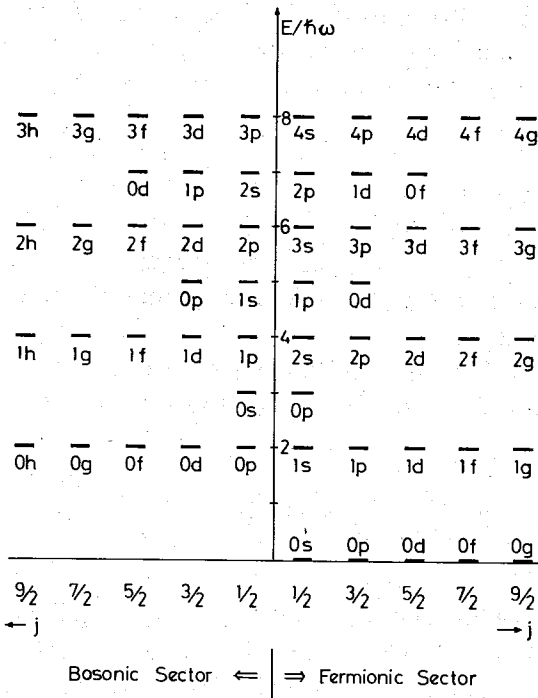 E/ħω
8
3h 3g 3f 3d 3p 4s 4p 4d 4f 4g
0d 1p 2s 2p 1d 0f
6
2h 2g 2f 2d 2p 3s 3p 3d 3f 3g
0p 1s 1p 0d
4
1h 1g 1f 1d 1p 2s 2p 2d 2f 2g
0s 0p
2
0h 0g 0f 0d 0p 1s 1p 1d 1f 1g
0s 0p 0d 0f 0g
9/2 7/2 5/2 3/2 1/2 1/2 3/2 5/2 7/2 9/2
← j → j
Bosonic Sector ⇐ ⇒ Fermionic Sector